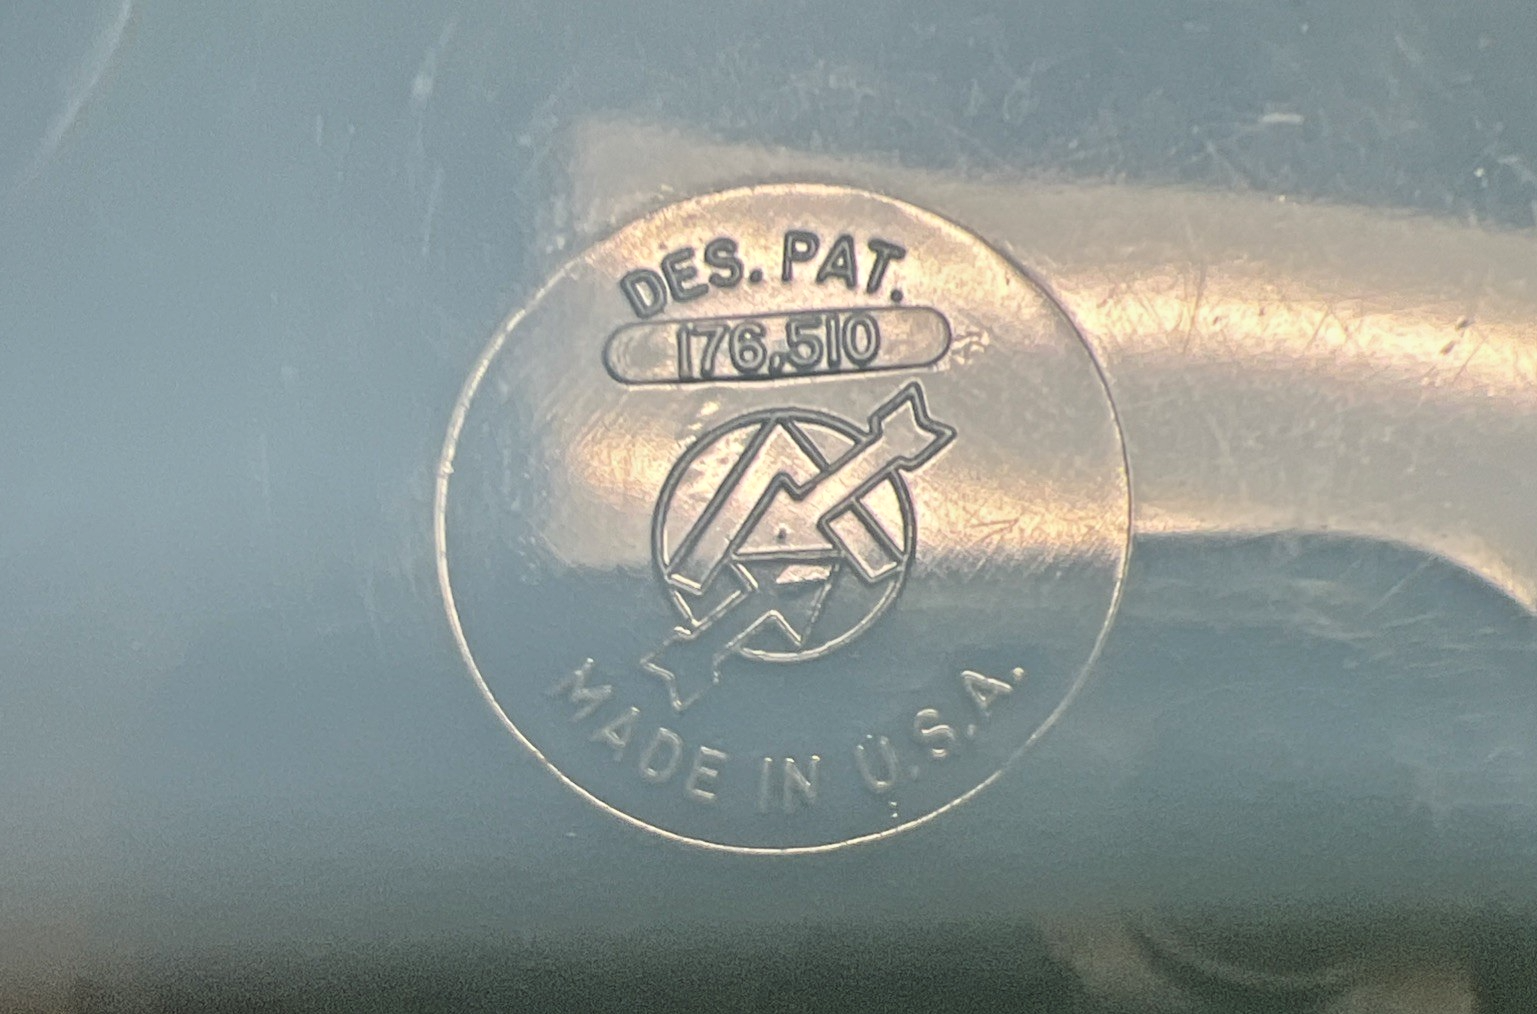 DES. PAT.
176,510
A
MADE IN U.S.A.